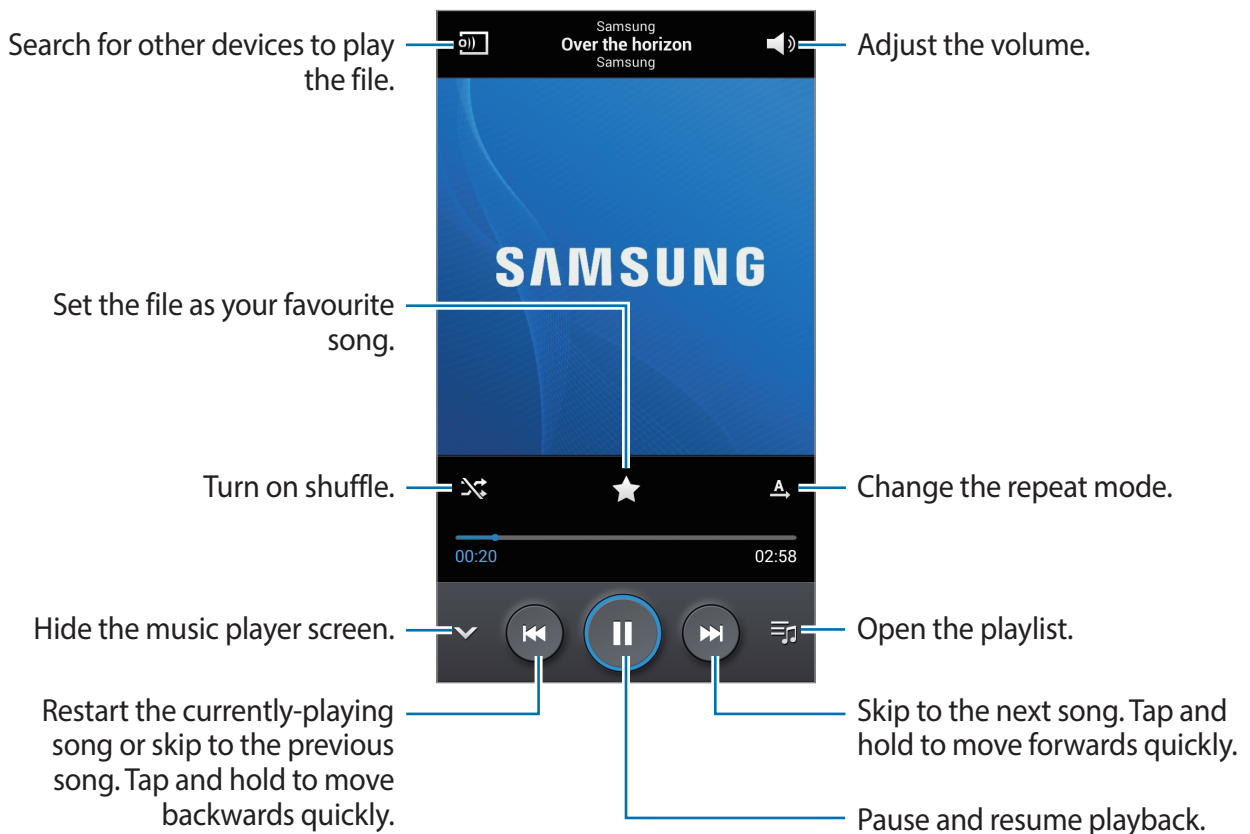 Search for other devices to play
the file.
Samsung
Over the horizon
Samsung
Adjust the volume.
SAMSUNG
Set the file as your favourite
song.
Turn on shuffle.
A
Change the repeat mode.
00:20
02:58
Hide the music player screen.
Open the playlist.
Restart the currently-playing
song or skip to the previous
song. Tap and hold to move
backwards quickly.
Skip to the next song. Tap and
hold to move forwards quickly.
Pause and resume playback.